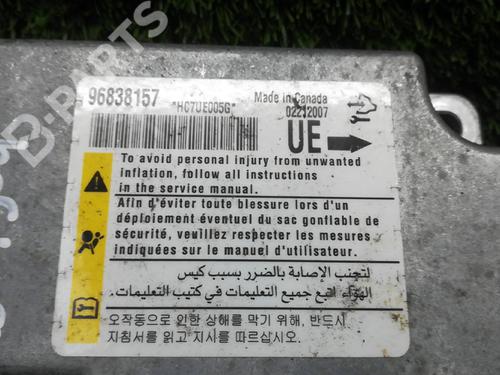 B-PARTS
96838157
*HC7UE005G*
Made in Canada
02212007
UE
To avoid personal injury from unwanted
inflation, follow all instructions
in the service manual.
Afin d'éviter toute blessure lors d'un
déploiement éventuel du sac gonflable de
sécurité, veuillez respecter les mesures
indiquées sur le manuel d'utilisateur.
لتجنب الاصابة بالضرر بسبب كيس
الهواء اتبع جميع التعليمات في كتيب التعليمات.
오작동으로 인한 상해를 막기 위해, 반드시
지침서를 읽고 지시를 따르십시오.